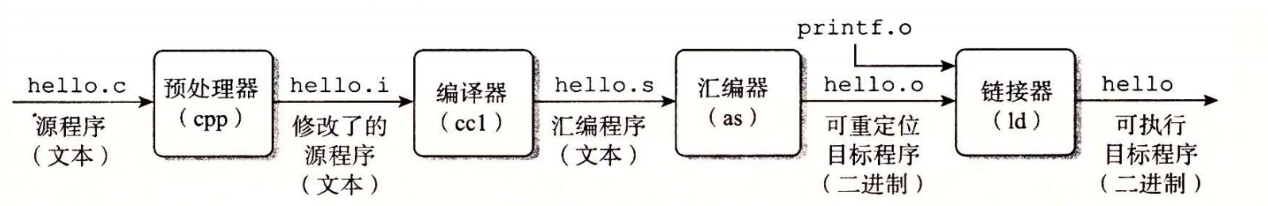 printf.o
hello.c
预处理器
（cpp）
hello.i
编译器
（cc1）
hello.s
汇编器
（as）
hello.o
链接器
（ld）
hello
源程序
（文本）
修改了的
源程序
（文本）
汇编程序
（文本）
可重定位
目标程序
（二进制）
可执行
目标程序
（二进制）